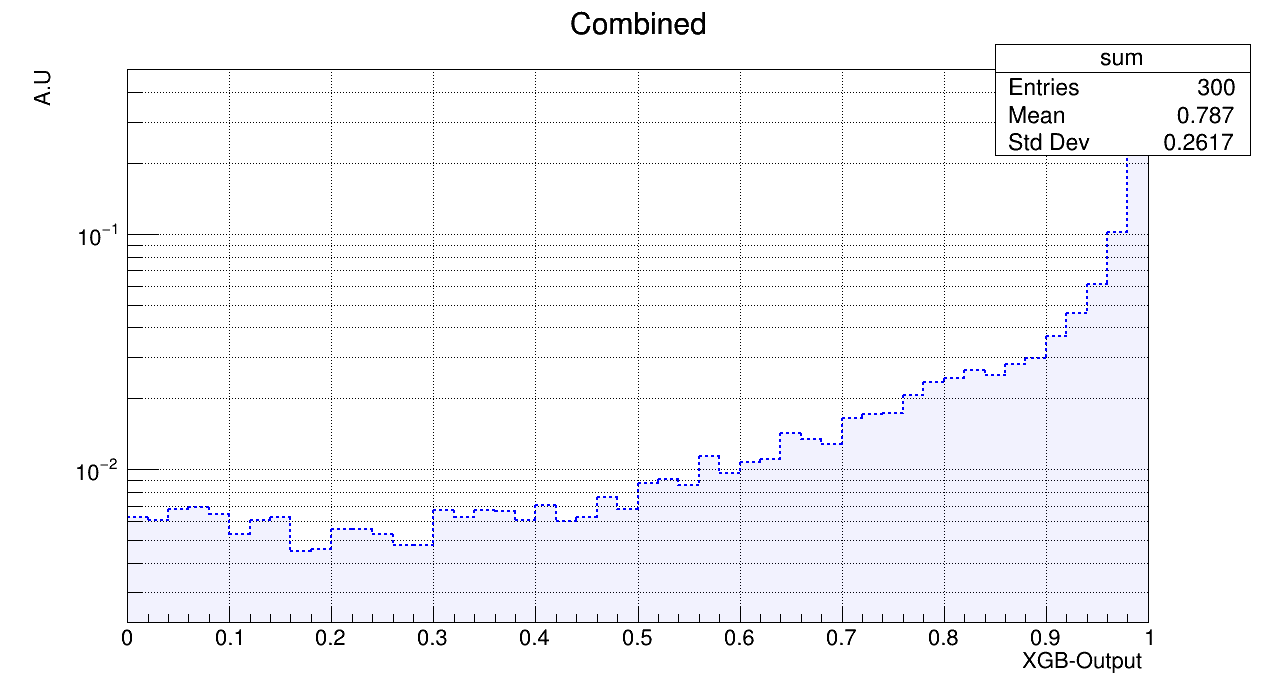 Combined
A.U
sum
Entries 300
Mean 0.787
Std Dev 0.2617
10⁻¹
10⁻²
0 0.1 0.2 0.3 0.4 0.5 0.6 0.7 0.8 0.9 1
XGB-Output